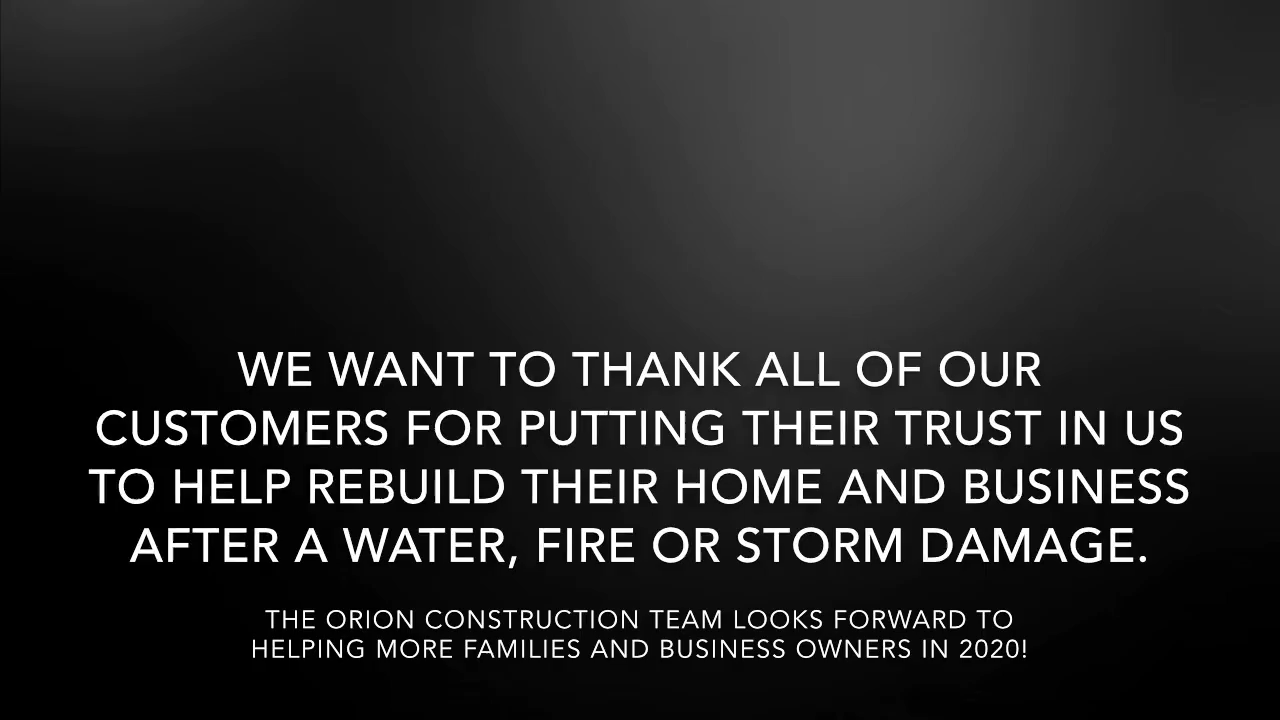 WE WANT TO THANK ALL OF OUR
CUSTOMERS FOR PUTTING THEIR TRUST IN US
TO HELP REBUILD THEIR HOME AND BUSINESS
AFTER A WATER, FIRE OR STORM DAMAGE.
THE ORION CONSTRUCTION TEAM LOOKS FORWARD TO
HELPING MORE FAMILIES AND BUSINESS OWNERS IN 2020!